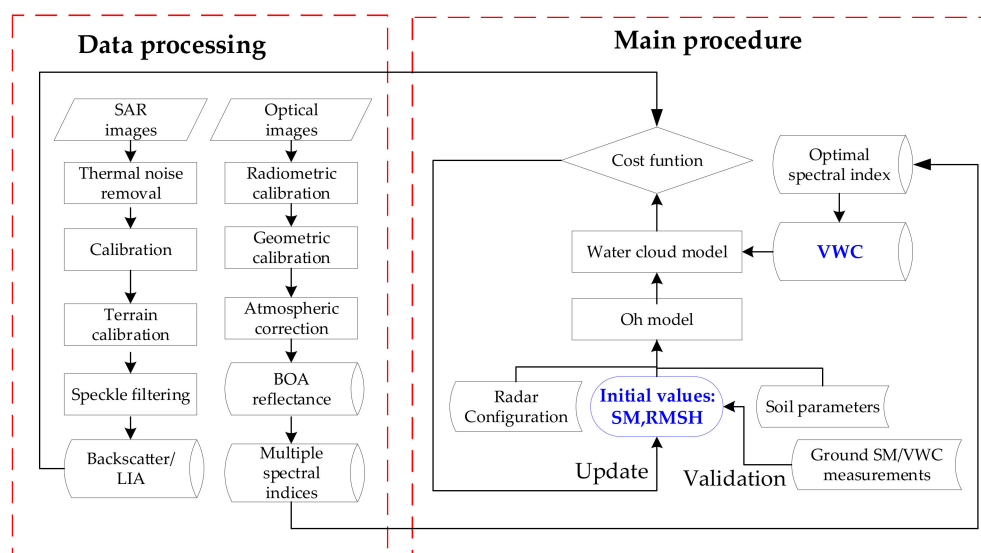 Data processing
SAR
images
Thermal noise
removal
Calibration
Terrain
calibration
Speckle filtering
Backscatter/
LIA
Optical
images
Radiometric
calibration
Geometric
calibration
Atmospheric
correction
BOA
reflectance
Multiple
spectral
indices
Main procedure
Cost funtion
Optimal
spectral index
Water cloud model
VWC
Oh model
Radar
Configuration
Initial values:
SM,RMSH
Soil parameters
Update
Validation
Ground SM/VWC
measurements